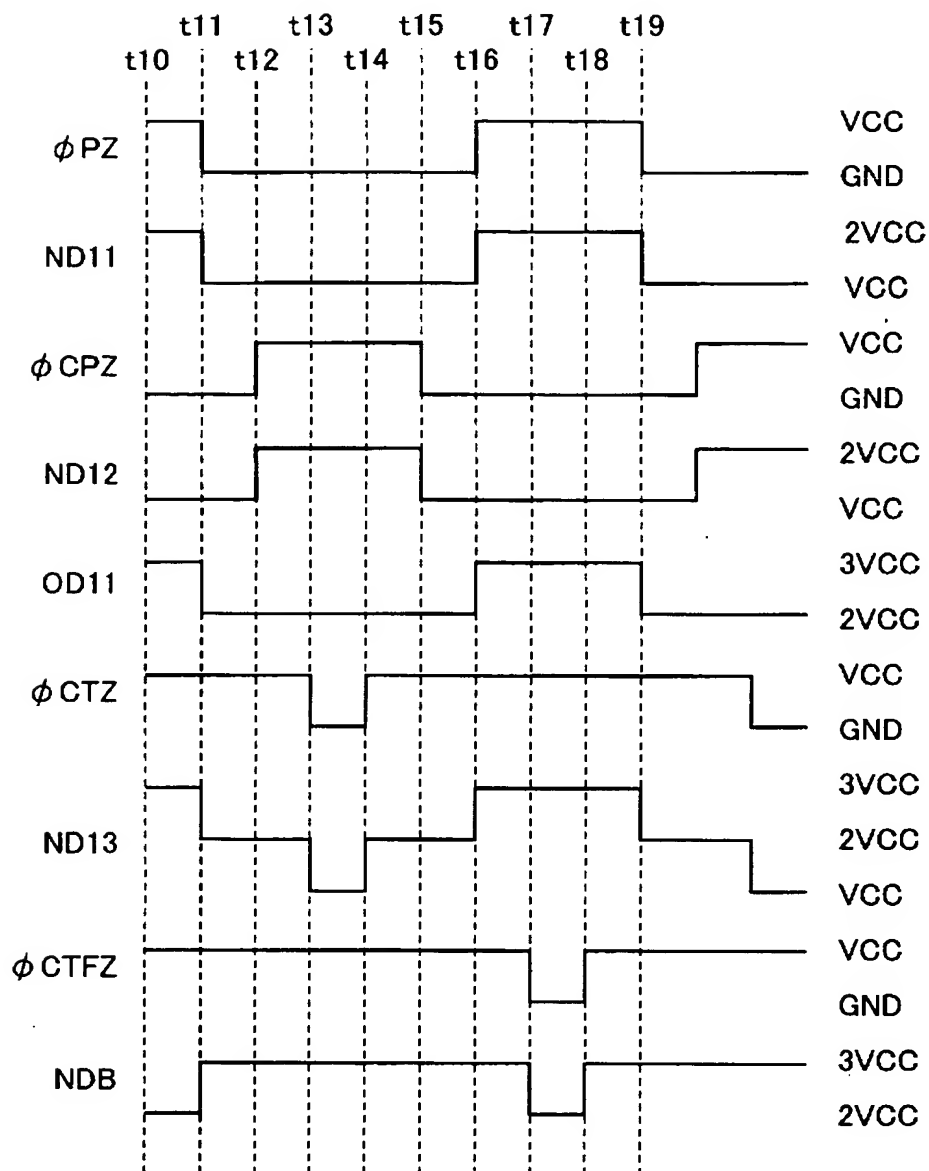 t11 t13 t15 t17 t19
t10 t12 t14 t16 t18
φPZ VCC
GND
ND11 2VCC
VCC
φCPZ VCC
GND
ND12 2VCC
VCC
OD11 3VCC
2VCC
φCTZ VCC
GND
ND13 3VCC
2VCC
VCC
φCTFZ VCC
GND
NDB 3VCC
2VCC